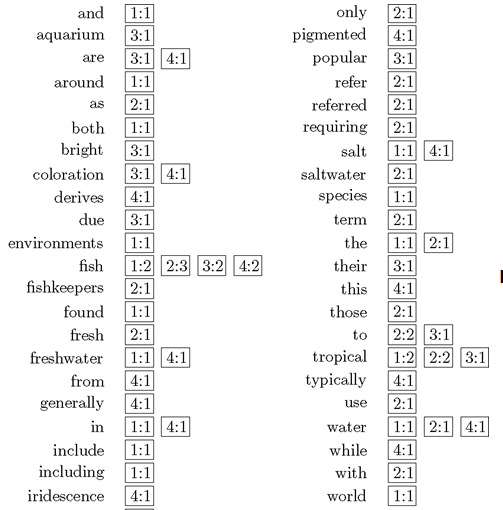 and 1:1
aquarium 3:1
are 3:1 4:1
around 1:1
as 2:1
both 1:1
bright 3:1
coloration 3:1 4:1
derives 4:1
due 3:1
environments 1:1
fish 1:2 2:3 3:2 4:2
fishkeepers 2:1
found 1:1
fresh 2:1
freshwater 1:1 4:1
from 4:1
generally 4:1
in 1:1 4:1
include 1:1
including 1:1
iridescence 4:1
only 2:1
pigmented 4:1
popular 3:1
refer 2:1
referred 2:1
requiring 2:1
salt 1:1 4:1
saltwater 2:1
species 1:1
term 2:1
the 1:1 2:1
their 3:1
this 4:1
those 2:1
to 2:2 3:1
tropical 1:2 2:2 3:1
typically 4:1
use 2:1
water 1:1 2:1 4:1
while 4:1
with 2:1
world 1:1